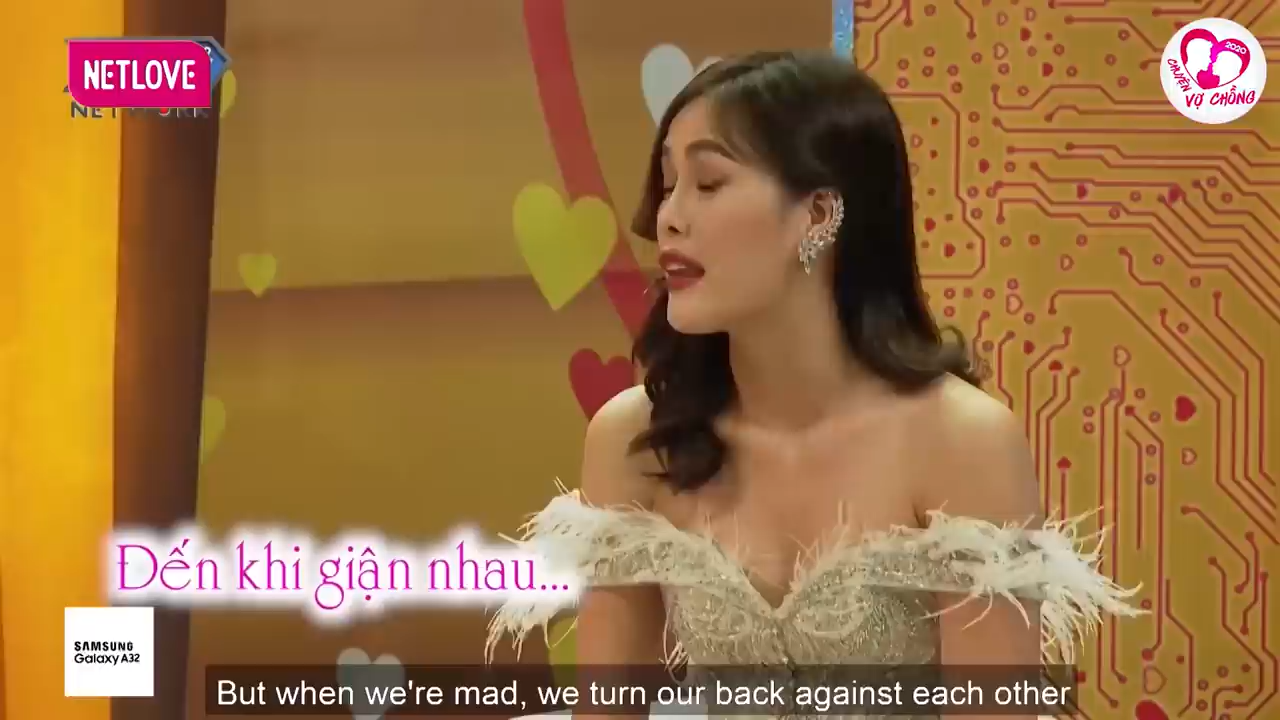 NETLOVE
NETWORK
2020
CHUYỆN
VỢ CHỒNG
Đến khi giận nhau...
SAMSUNG
Galaxy A32
But when we're mad, we turn our back against each other